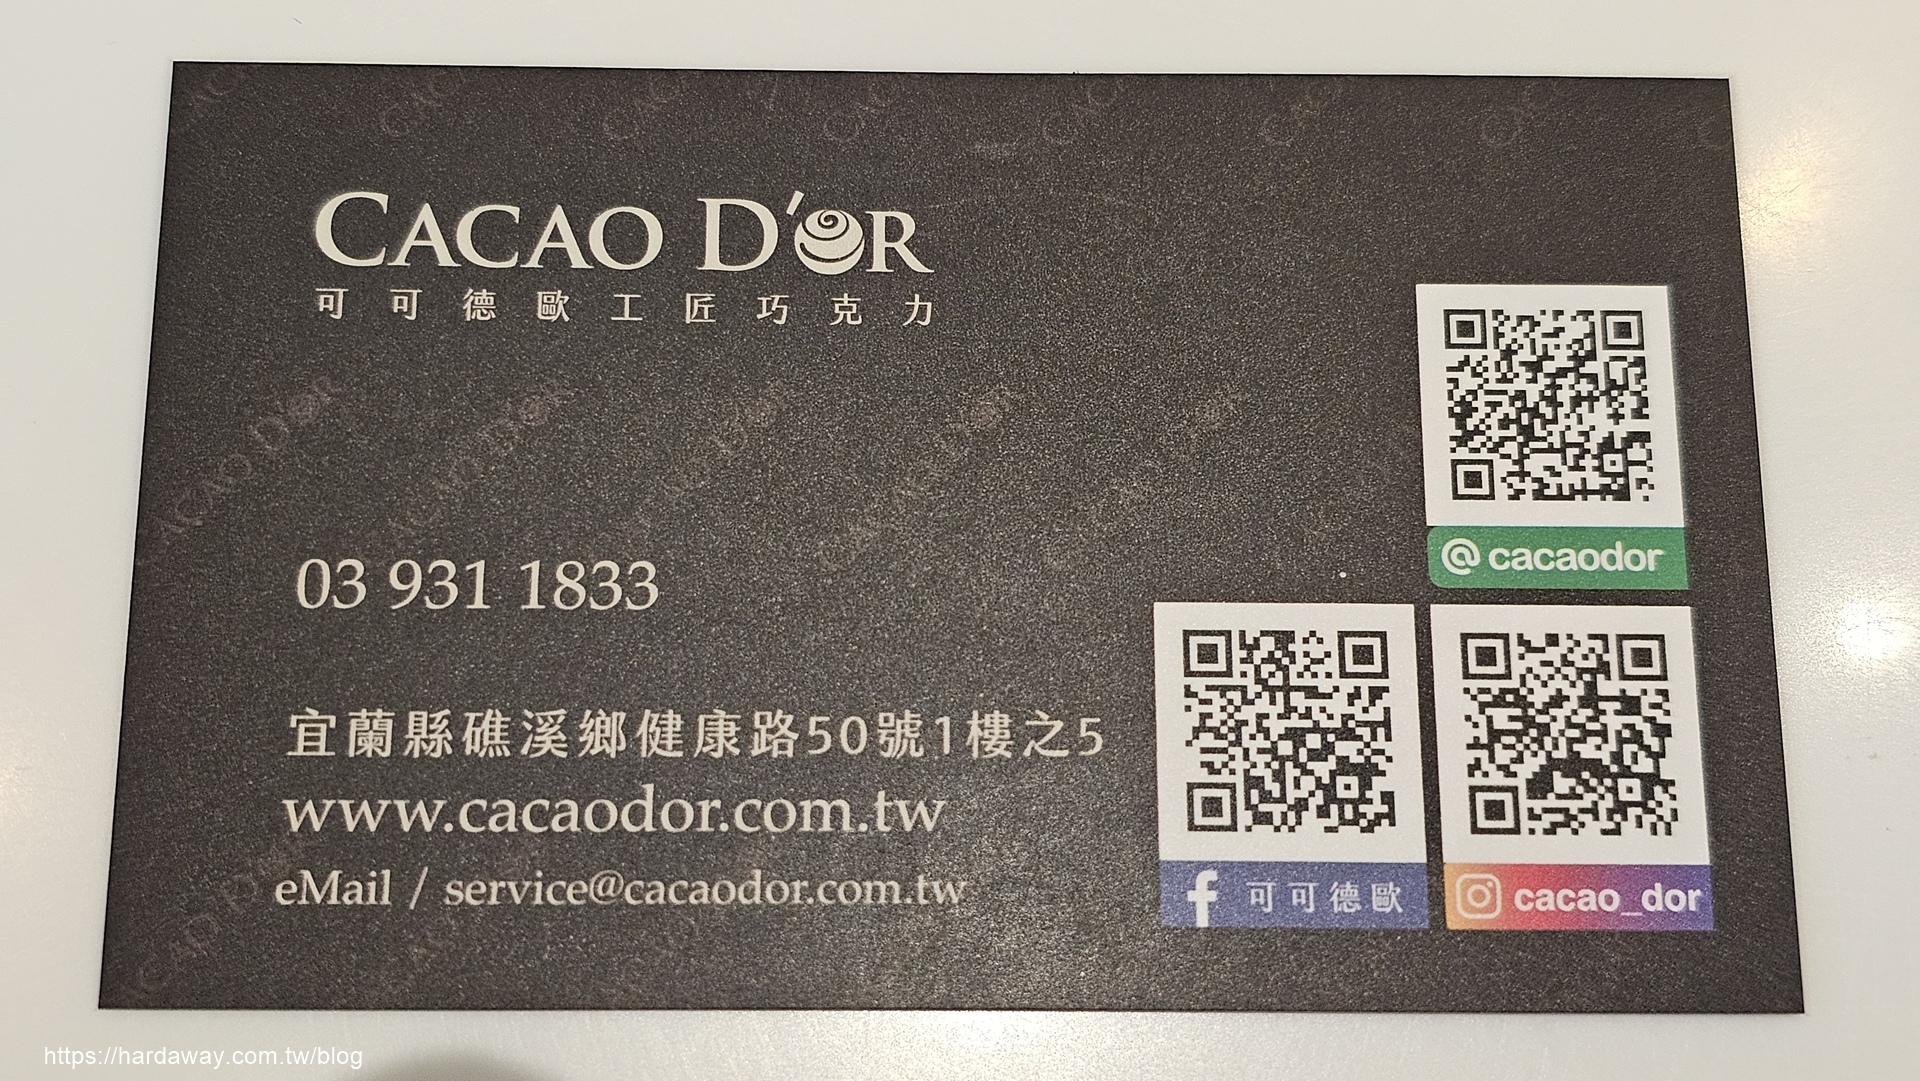 CACAO D'OR
可可德歐工匠巧克力
03 931 1833
宜蘭縣礁溪鄉健康路50號1樓之5
www.cacaodor.com.tw
eMail / service@cacaodor.com.tw
@cacaodor
可可德歐
cacao_dor
https://hardaway.com.tw/blog